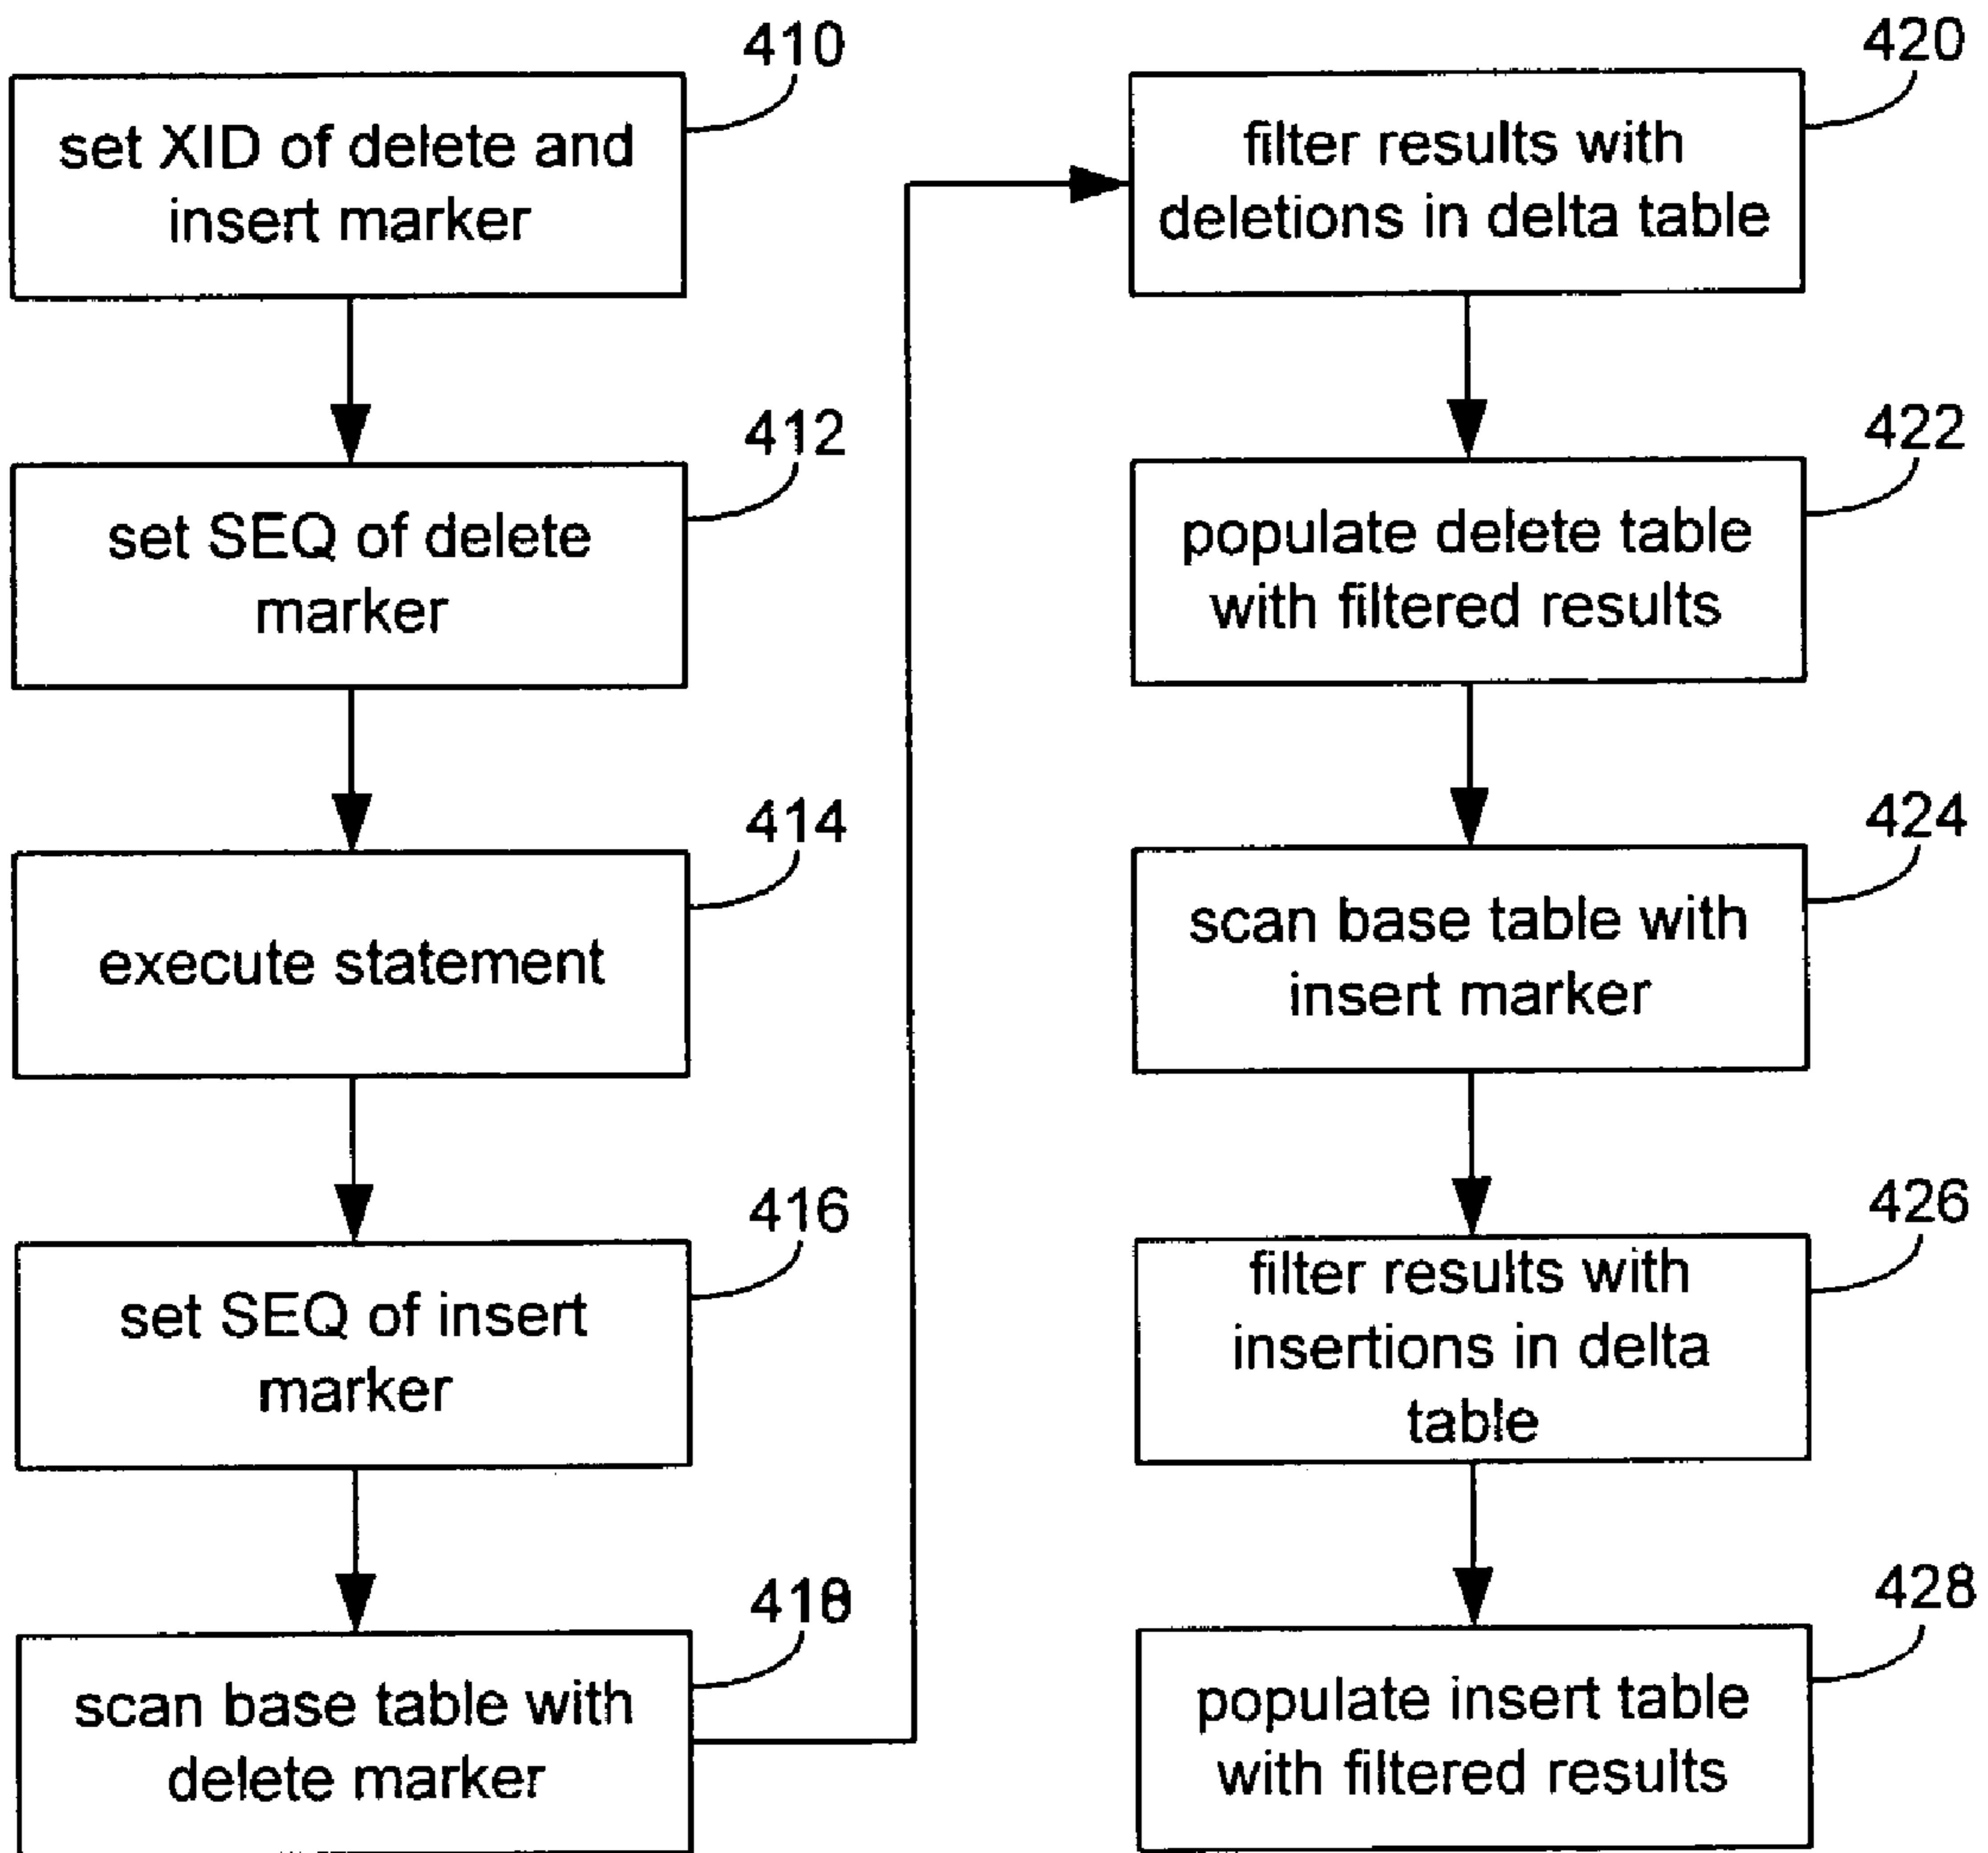 410
set XID of delete and
insert marker
412
set SEQ of delete
marker
414
execute statement
416
set SEQ of insert
marker
418
scan base table with
delete marker
420
filter results with
deletions in delta table
422
populate delete table
with filtered results
424
scan base table with
insert marker
426
filter results with
insertions in delta
table
428
populate insert table
with filtered results